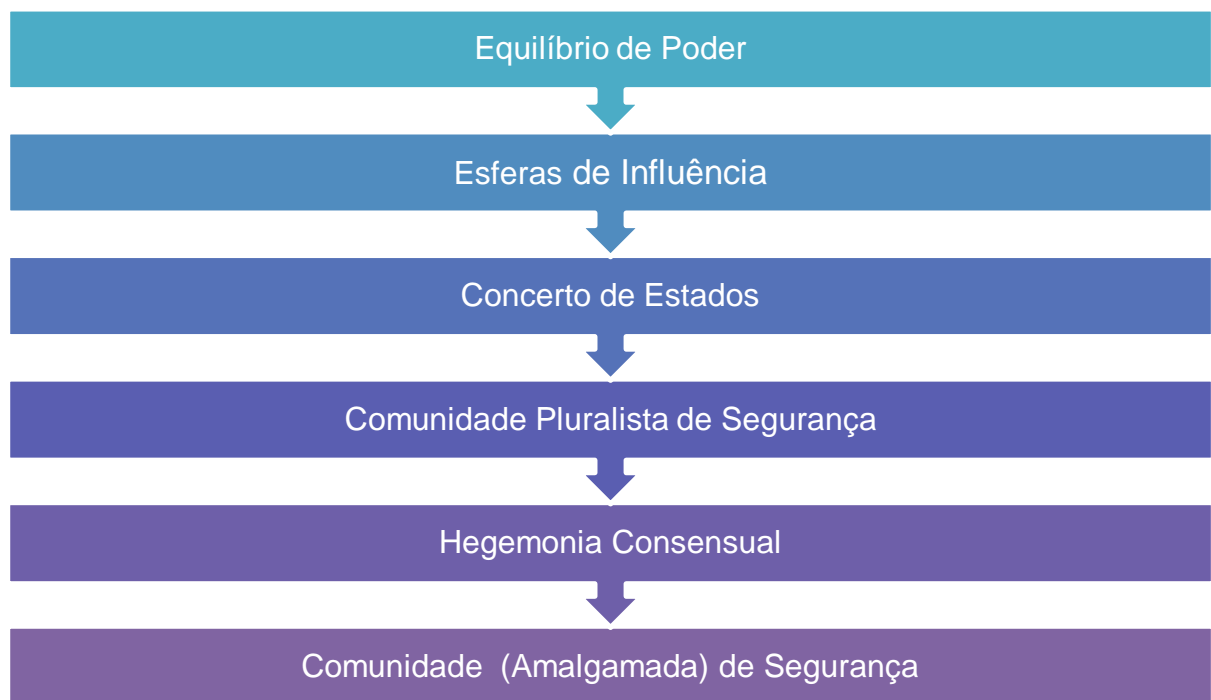 Equilíbrio de Poder
Esferas de Influência
Concerto de Estados
Comunidade Pluralista de Segurança
Hegemonia Consensual
Comunidade (Amalgamada) de Segurança